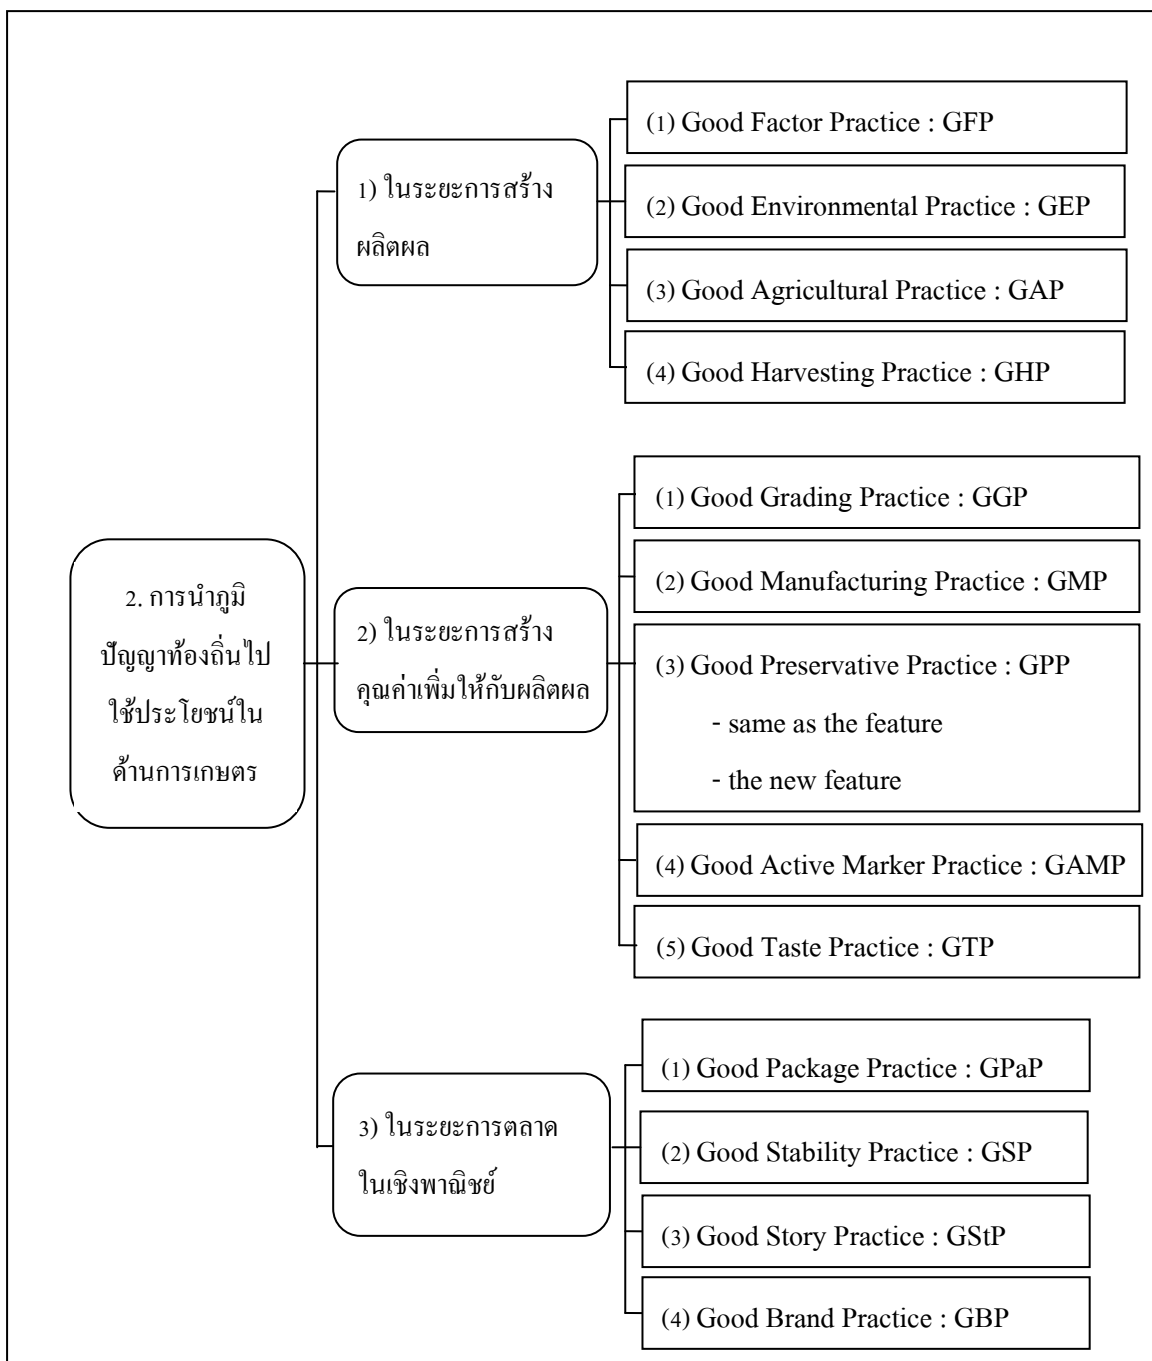 2. การนำภูมิ
ปัญญาท้องถิ่นไป
ใช้ประโยชน์ใน
ด้านการเกษตร
1) ในระยะการสร้าง
ผลิตผล
(1) Good Factor Practice : GFP
(2) Good Environmental Practice : GEP
(3) Good Agricultural Practice : GAP
(4) Good Harvesting Practice : GHP
2) ในระยะการสร้าง
คุณค่าเพิ่มให้กับผลิตผล
(1) Good Grading Practice : GGP
(2) Good Manufacturing Practice : GMP
(3) Good Preservative Practice : GPP
- same as the feature
- the new feature
(4) Good Active Marker Practice : GAMP
(5) Good Taste Practice : GTP
3) ในระยะการตลาด
ในเชิงพาณิชย์
(1) Good Package Practice : GPaP
(2) Good Stability Practice : GSP
(3) Good Story Practice : GStP
(4) Good Brand Practice : GBP